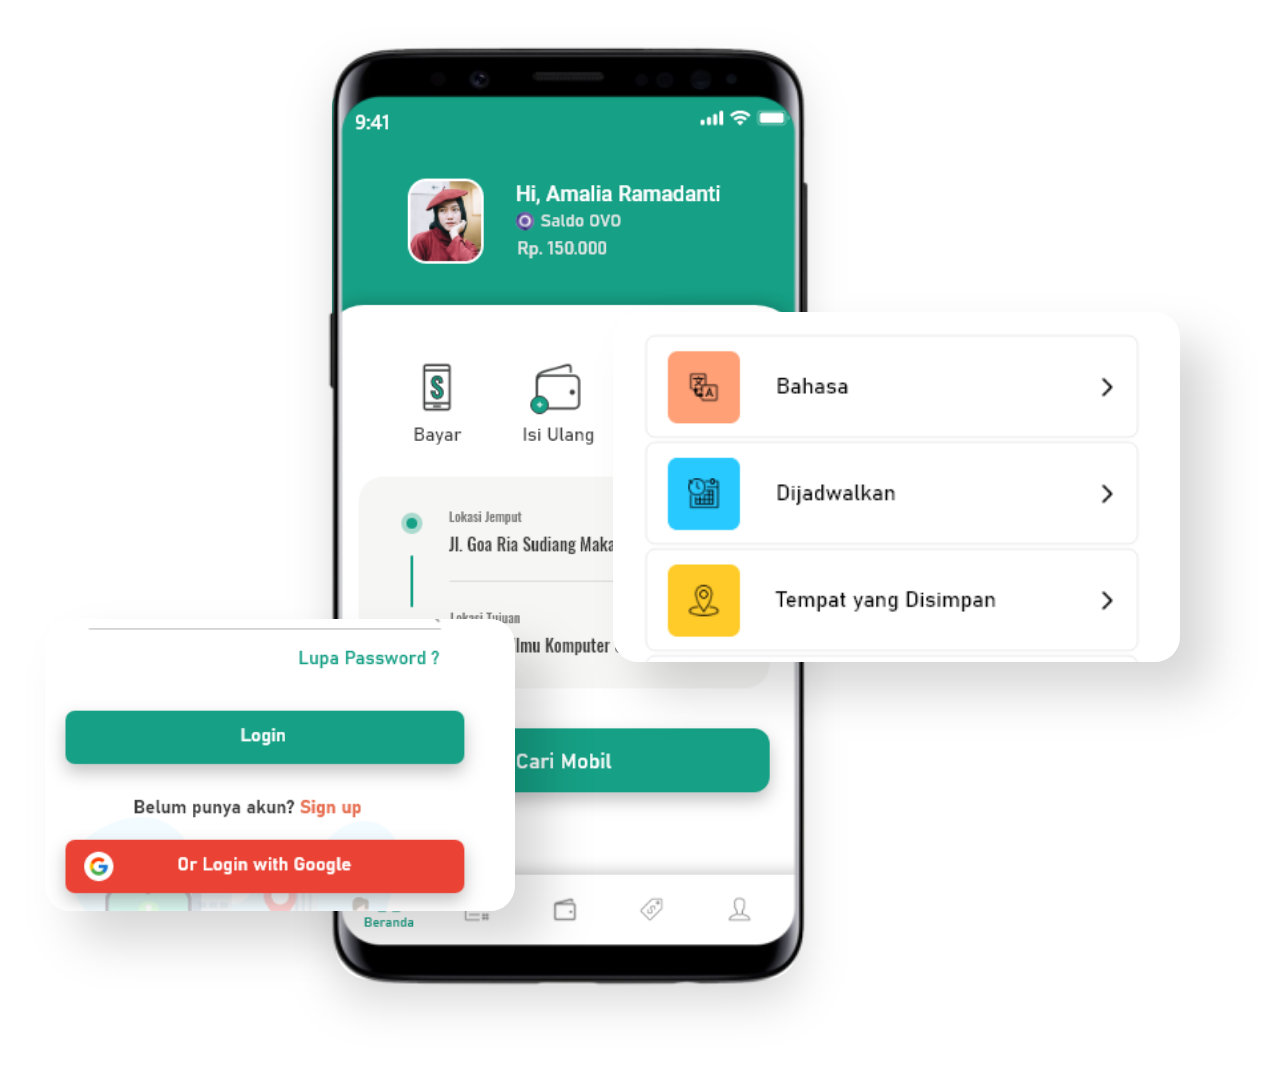 9:41
Hi, Amalia Ramadanti
Saldo OVO
Rp. 150.000
Bayar
Isi Ulang
Bahasa
Dijadwalkan
Tempat yang Disimpan
Lokasi Jemput
Jl. Goa Ria Sudiang Maka
Lokasi Tujuan
Ilmu Komputer
Cari Mobil
Beranda
Lupa Password ?
Login
Belum punya akun? Sign up
Or Login with Google